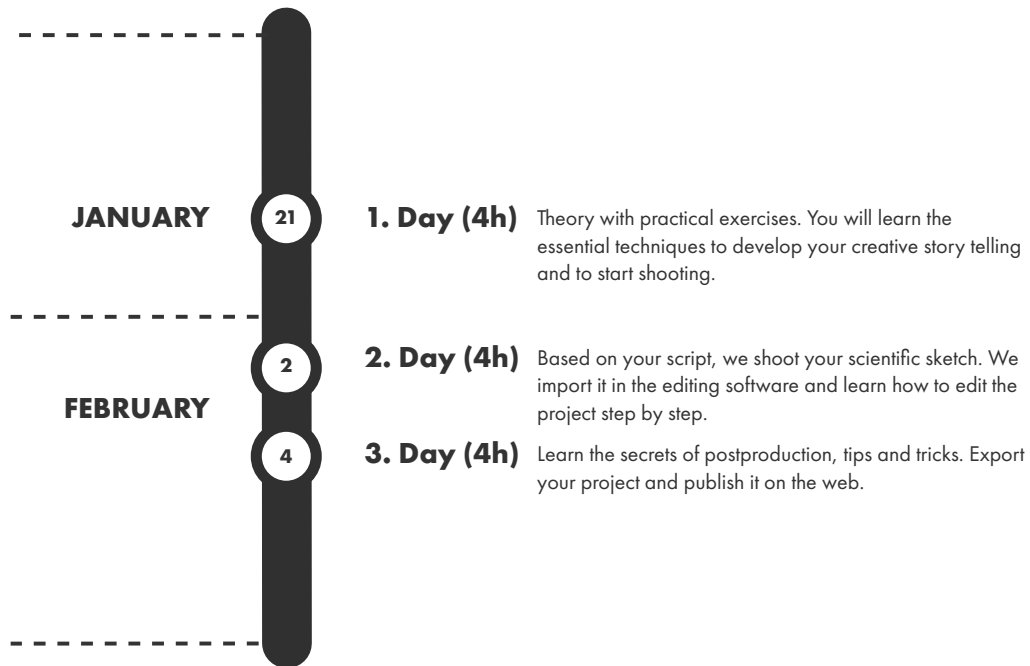 JANUARY
21
1. Day (4h)
Theory with practical exercises. You will learn the
essential techniques to develop your creative story telling
and to start shooting.
FEBRUARY
2
2. Day (4h)
Based on your script, we shoot your scientific sketch. We
import it in the editing software and learn how to edit the
project step by step.
4
3. Day (4h)
Learn the secrets of postproduction, tips and tricks. Export
your project and publish it on the web.